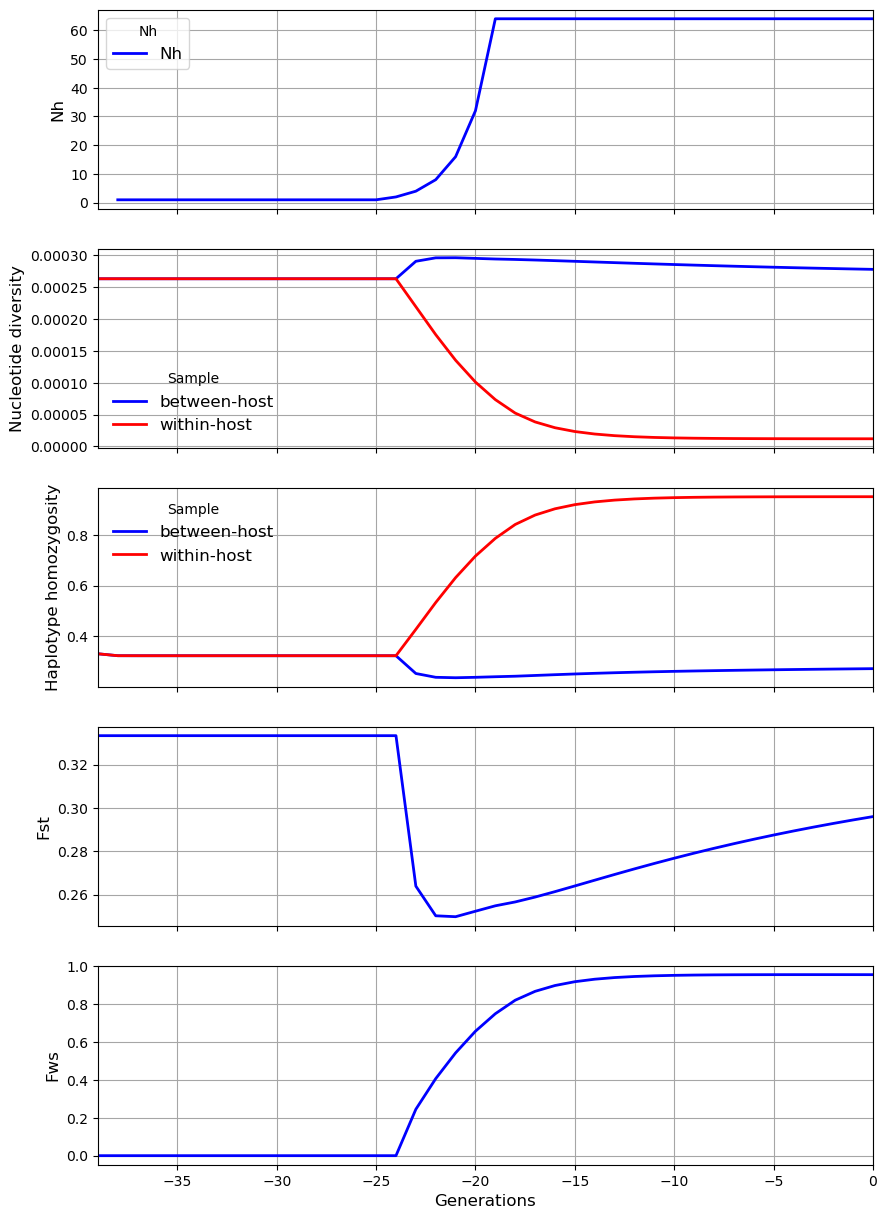 Nh
Nh
60
50
40
30
20
10
0
Nh
0.00030
0.00025
0.00020
0.00015
0.00010
0.00005
0.00000
Nucleotide diversity
Sample
between-host
within-host
0.8
0.6
0.4
Haplotype homozygosity
Sample
between-host
within-host
0.32
0.30
0.28
0.26
Fst
1.0
0.8
0.6
0.4
0.2
0.0
Fws
−35 −30 −25 −20 −15 −10 −5 0
Generations